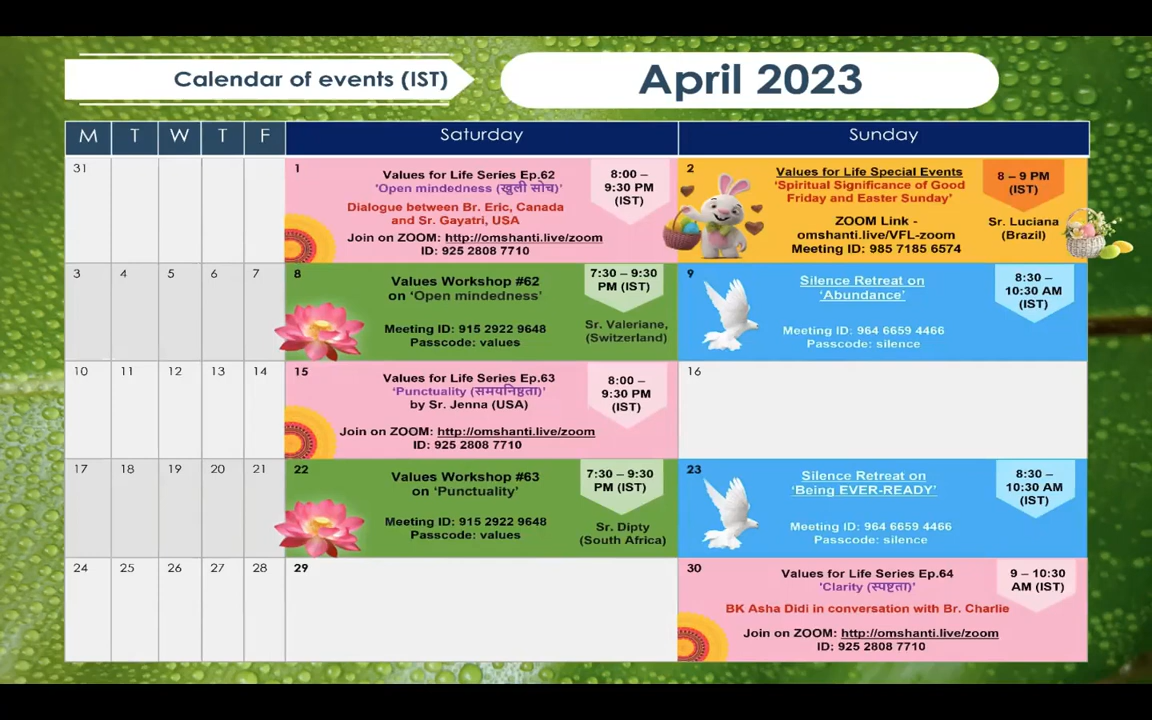 Calendar of events (IST)
April 2023
M T W T F Saturday Sunday
31
1
Values for Life Series Ep.62
'Open mindedness (खुली सोच)'
Dialogue between Br. Eric, Canada
and Sr. Gayatri, USA
Join on ZOOM: http://omshanti.live/zoom
ID: 925 2808 7710
8:00 –
9:30 PM
(IST)
2
Values for Life Special Events
'Spiritual Significance of Good
Friday and Easter Sunday'
ZOOM Link -
omshanti.live/VFL-zoom
Meeting ID: 985 7185 6574
8 – 9 PM
(IST)
Sr. Luciana
(Brazil)
3 4 5 6 7
8
Values Workshop #62
on 'Open mindedness'
Meeting ID: 915 2922 9648
Passcode: values
7:30 – 9:30
PM (IST)
Sr. Valeriane,
(Switzerland)
9
Silence Retreat on
'Abundance'
Meeting ID: 964 6659 4466
Passcode: silence
8:30 –
10:30 AM
(IST)
10 11 12 13 14
15
Values for Life Series Ep.63
'Punctuality (समयनिष्ठता)'
by Sr. Jenna (USA)
Join on ZOOM: http://omshanti.live/zoom
ID: 925 2808 7710
8:00 –
9:30 PM
(IST)
16
17 18 19 20 21
22
Values Workshop #63
on 'Punctuality'
Meeting ID: 915 2922 9648
Passcode: values
7:30 – 9:30
PM (IST)
Sr. Dipty
(South Africa)
23
Silence Retreat on
'Being EVER-READY'
Meeting ID: 964 6659 4466
Passcode: silence
8:30 –
10:30 AM
(IST)
24 25 26 27 28
29
30
Values for Life Series Ep.64
'Clarity (स्पष्टता)'
BK Asha Didi in conversation with Br. Charlie
Join on ZOOM: http://omshanti.live/zoom
ID: 925 2808 7710
9 – 10:30
AM (IST)